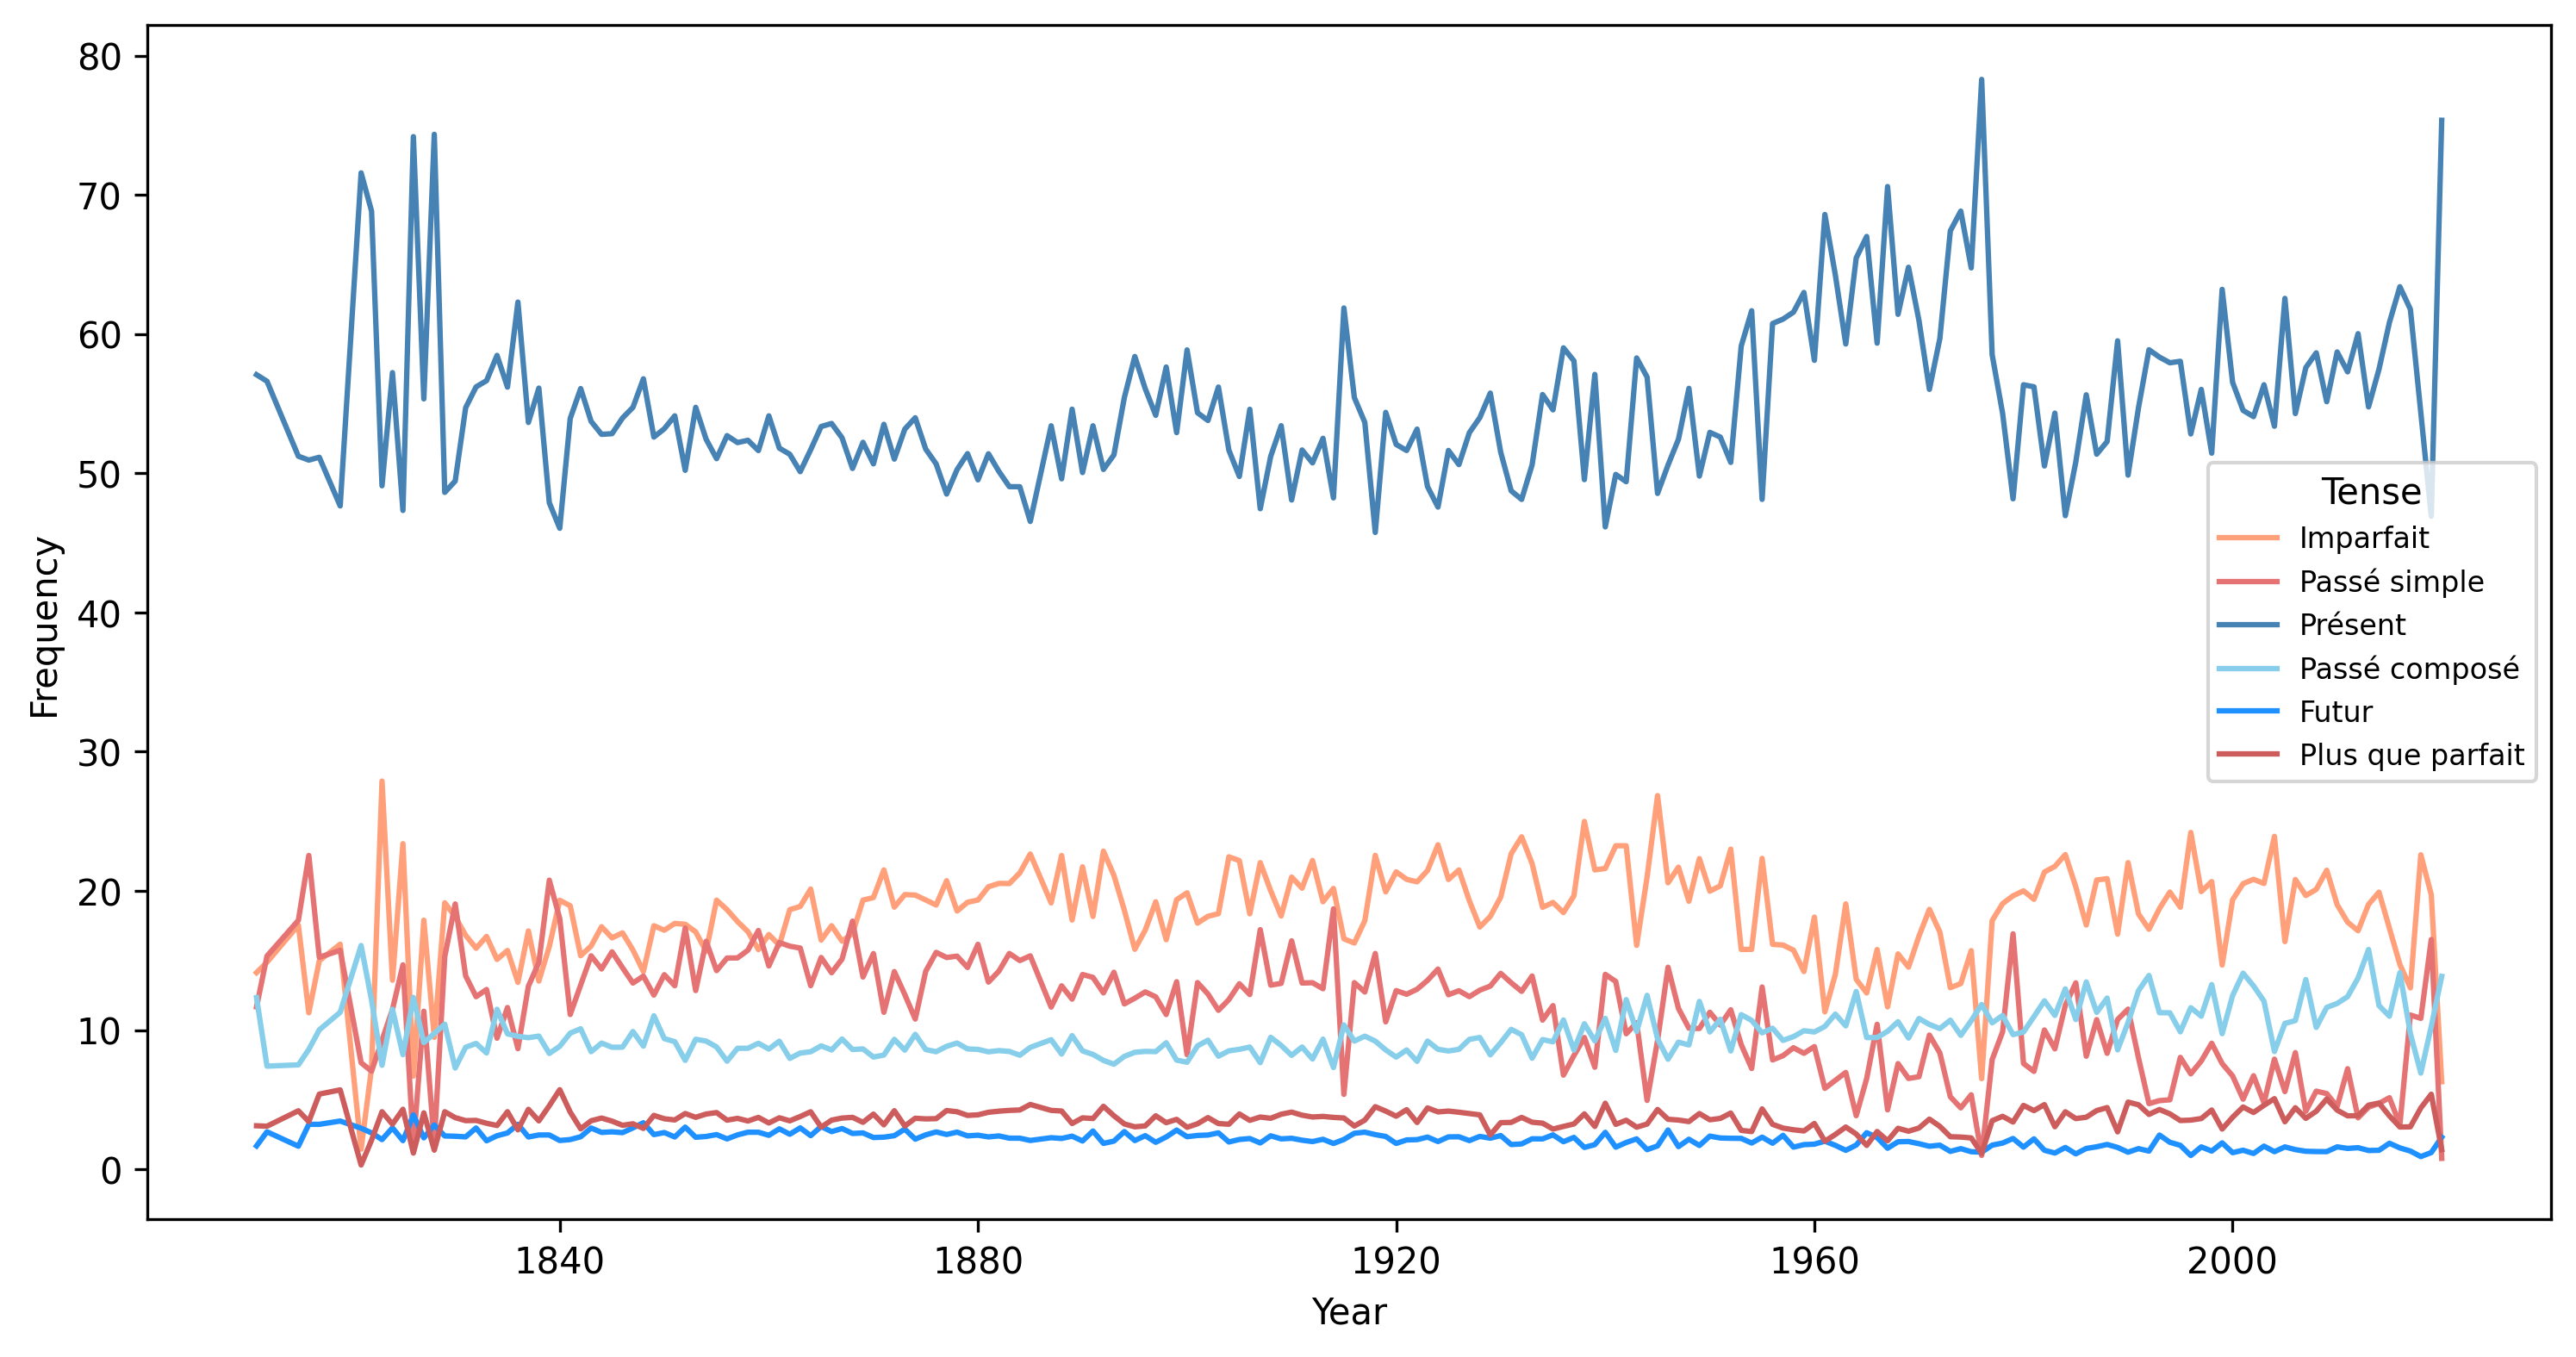 80
70
60
50
40
30
20
10
0
Frequency
1840 1880 1920 1960 2000
Year
Tense
Imparfait
Passé simple
Présent
Passé composé
Futur
Plus que parfait